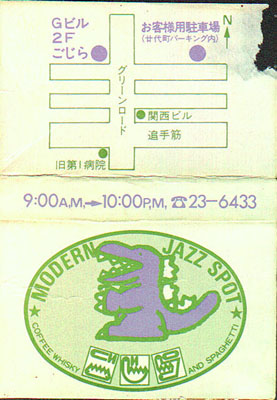 Gビル
2F
ごじら
お客様用駐車場
(廿代町パーキング内)
N
グリーンロード
関西ビル
追手筋
旧第1病院
9:00A.M,➡10:00P.M, ☎23-6433
★ MODERN JAZZ SPOT ★
COFFEE WHISKY AND SPAGHETTI
ごじら